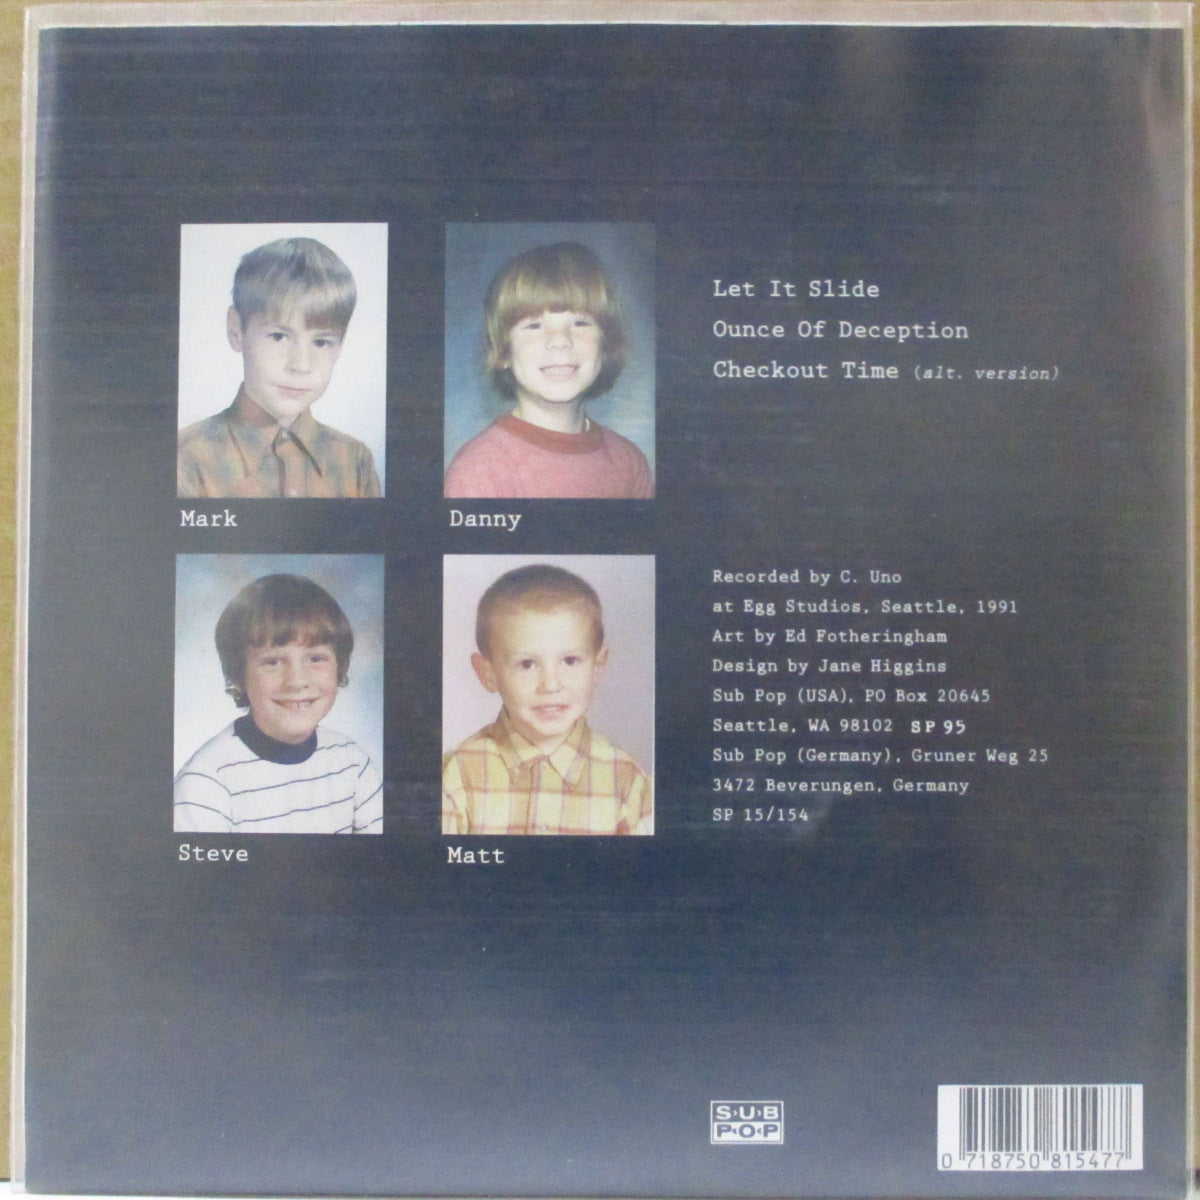 Let It Slide
Ounce Of Deception
Checkout Time (alt. version)
Mark
Danny
Steve
Matt
Recorded by C. Uno
at Egg Studios, Seattle, 1991
Art by Ed Fotheringham
Design by Jane Higgins
Sub Pop (USA), PO Box 20645
Seattle, WA 98102 SP 95
Sub Pop (Germany), Gruner Weg 25
3472 Beverungen, Germany
SP 15/154
SUB
POP
0 718750 815477